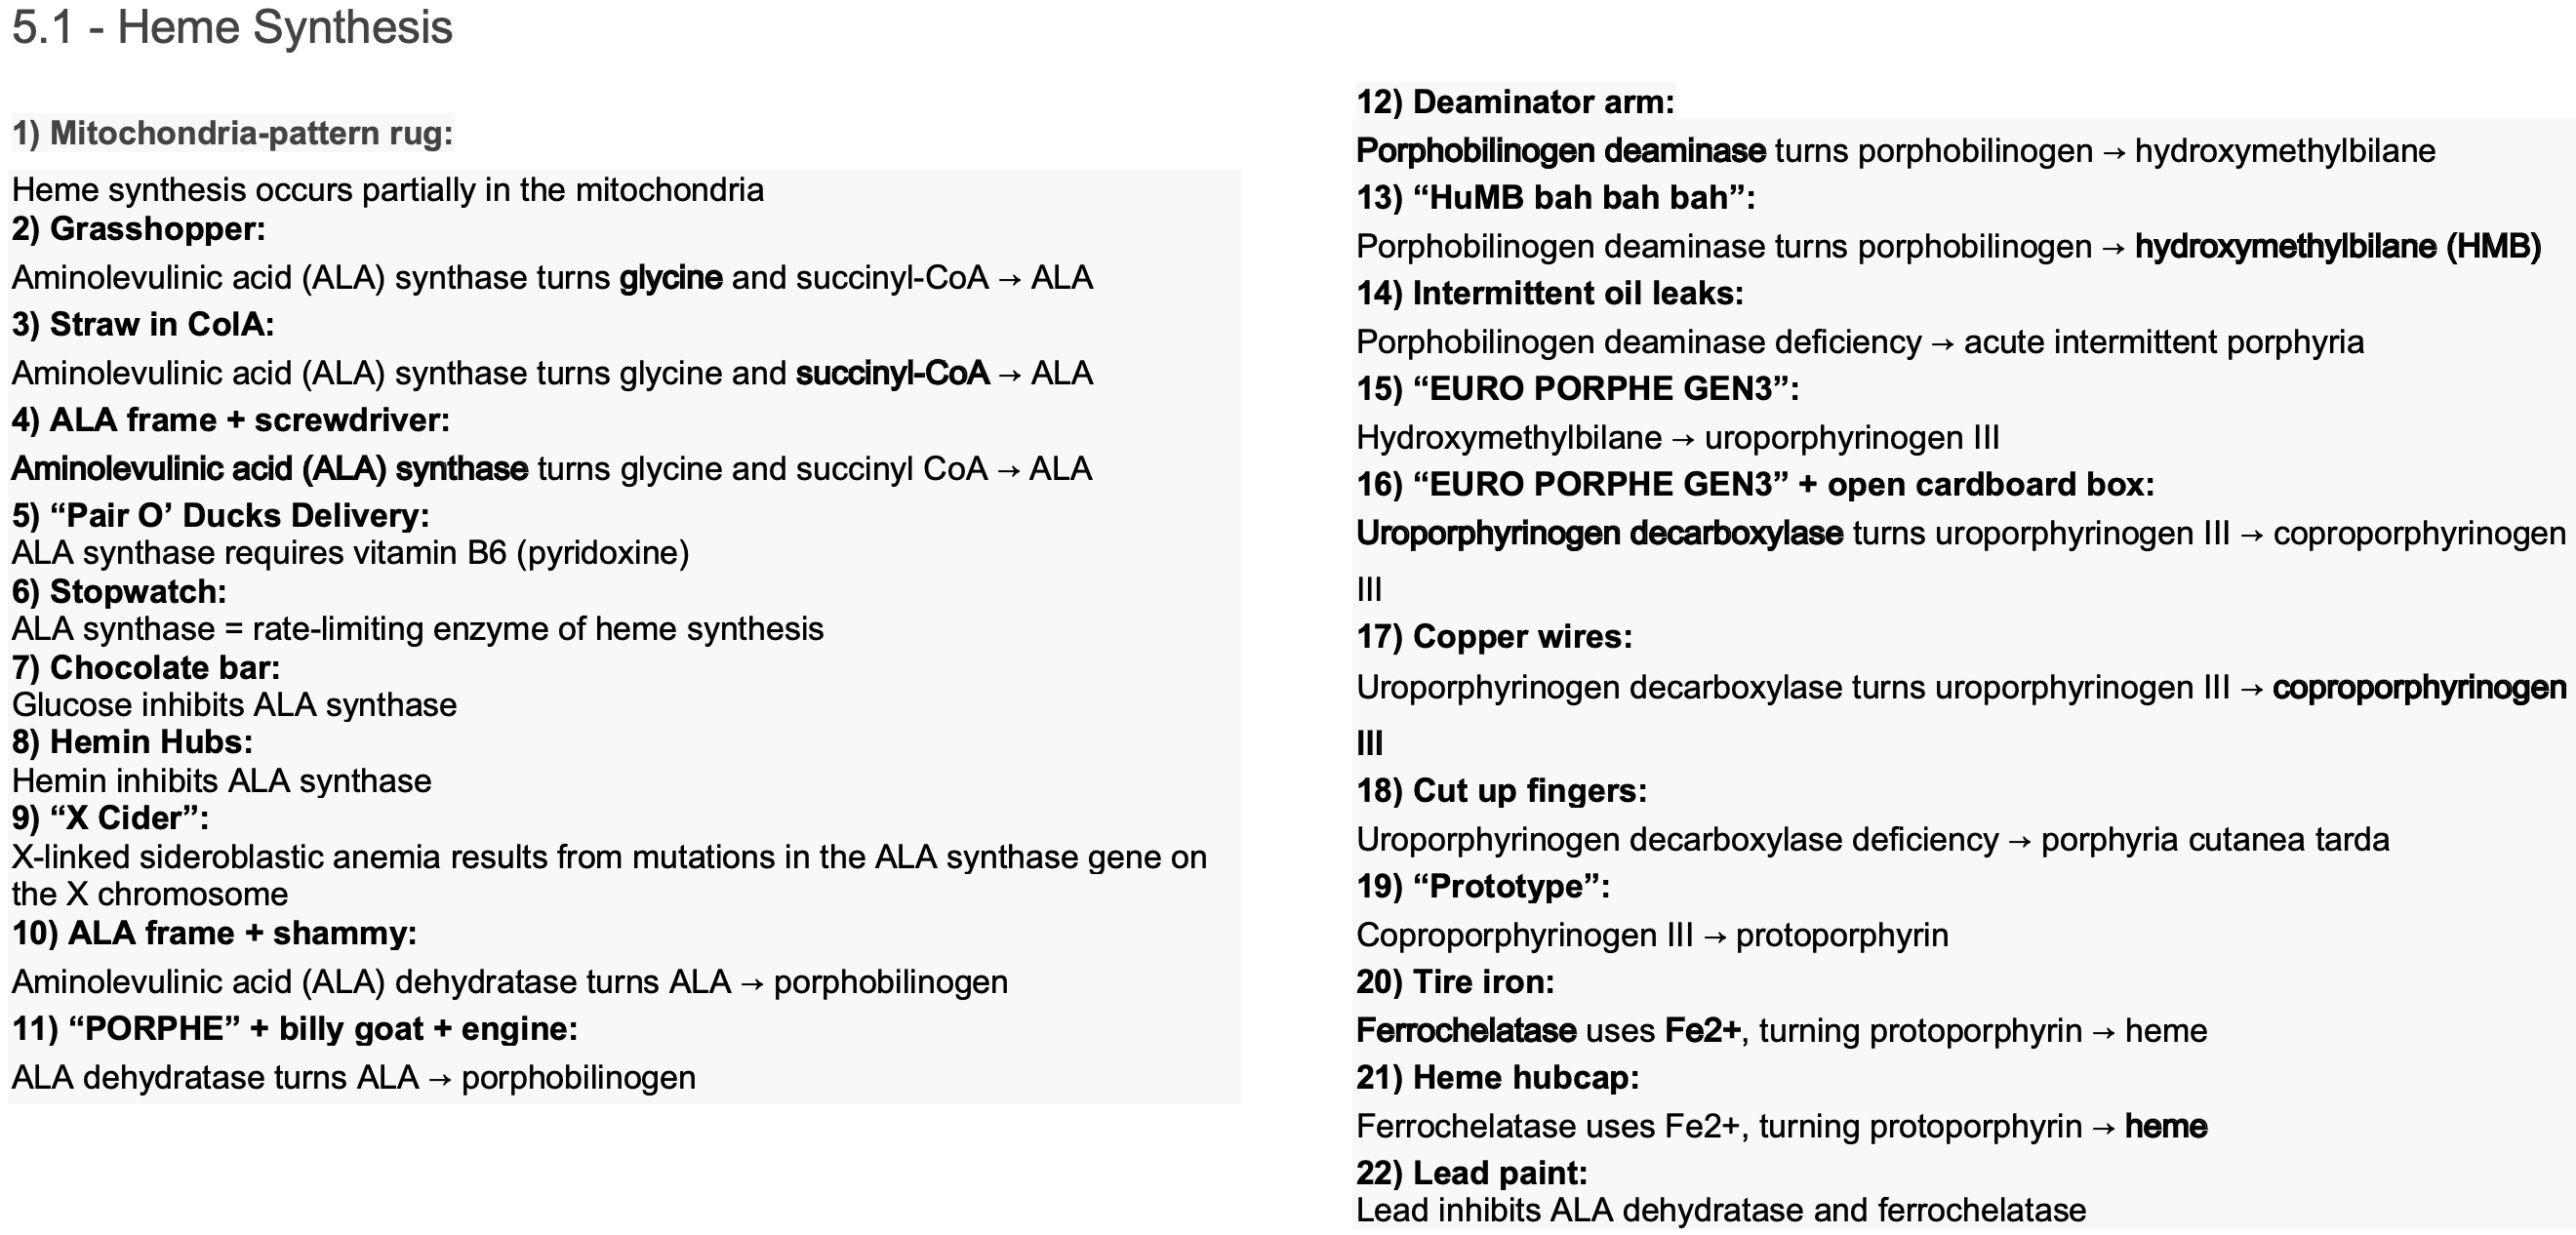 5.1 - Heme Synthesis
1) Mitochondria-pattern rug:
Heme synthesis occurs partially in the mitochondria
2) Grasshopper:
Aminolevulinic acid (ALA) synthase turns glycine and succinyl-CoA → ALA
3) Straw in ColA:
Aminolevulinic acid (ALA) synthase turns glycine and succinyl-CoA → ALA
4) ALA frame + screwdriver:
Aminolevulinic acid (ALA) synthase turns glycine and succinyl CoA → ALA
5) “Pair O’ Ducks Delivery:
ALA synthase requires vitamin B6 (pyridoxine)
6) Stopwatch:
ALA synthase = rate-limiting enzyme of heme synthesis
7) Chocolate bar:
Glucose inhibits ALA synthase
8) Hemin Hubs:
Hemin inhibits ALA synthase
9) “X Cider”:
X-linked sideroblastic anemia results from mutations in the ALA synthase gene on
the X chromosome
10) ALA frame + shammy:
Aminolevulinic acid (ALA) dehydratase turns ALA → porphobilinogen
11) “PORPHE” + billy goat + engine:
ALA dehydratase turns ALA → porphobilinogen
12) Deaminator arm:
Porphobilinogen deaminase turns porphobilinogen → hydroxymethylbilane
13) “HuMB bah bah bah”:
Porphobilinogen deaminase turns porphobilinogen → hydroxymethylbilane (HMB)
14) Intermittent oil leaks:
Porphobilinogen deaminase deficiency → acute intermittent porphyria
15) “EURO PORPHE GEN3”:
Hydroxymethylbilane → uroporphyrinogen III
16) “EURO PORPHE GEN3” + open cardboard box:
Uroporphyrinogen decarboxylase turns uroporphyrinogen III → coproporphyrinogen
III
17) Copper wires:
Uroporphyrinogen decarboxylase turns uroporphyrinogen III → coproporphyrinogen
III
18) Cut up fingers:
Uroporphyrinogen decarboxylase deficiency → porphyria cutanea tarda
19) “Prototype”:
Coproporphyrinogen III → protoporphyrin
20) Tire iron:
Ferrochelatase uses Fe2+, turning protoporphyrin → heme
21) Heme hubcap:
Ferrochelatase uses Fe2+, turning protoporphyrin → heme
22) Lead paint:
Lead inhibits ALA dehydratase and ferrochelatase